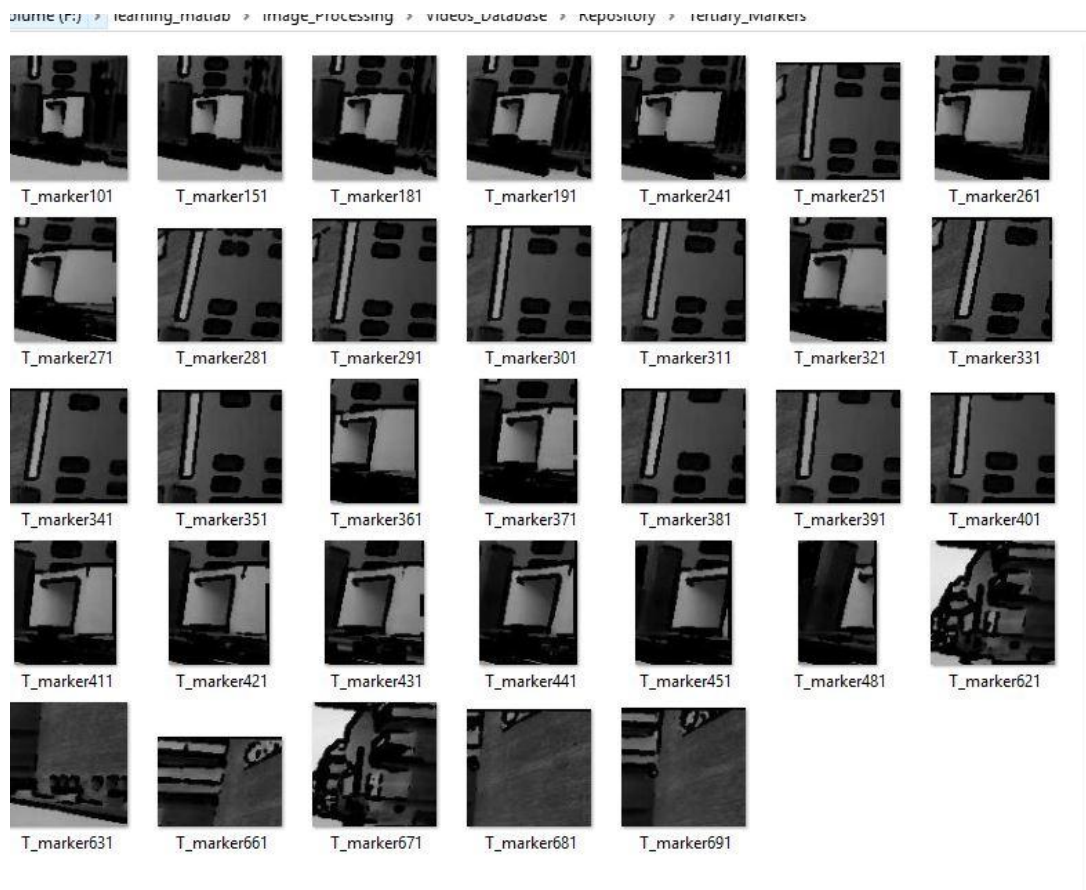 olume (F:) > learning_matlab > Image_Processing > Videos_Database > Repository > Tertiary_Markers
T_marker101 T_marker151 T_marker181 T_marker191 T_marker241 T_marker251 T_marker261
T_marker271 T_marker281 T_marker291 T_marker301 T_marker311 T_marker321 T_marker331
T_marker341 T_marker351 T_marker361 T_marker371 T_marker381 T_marker391 T_marker401
T_marker411 T_marker421 T_marker431 T_marker441 T_marker451 T_marker481 T_marker621
T_marker631 T_marker661 T_marker671 T_marker681 T_marker691